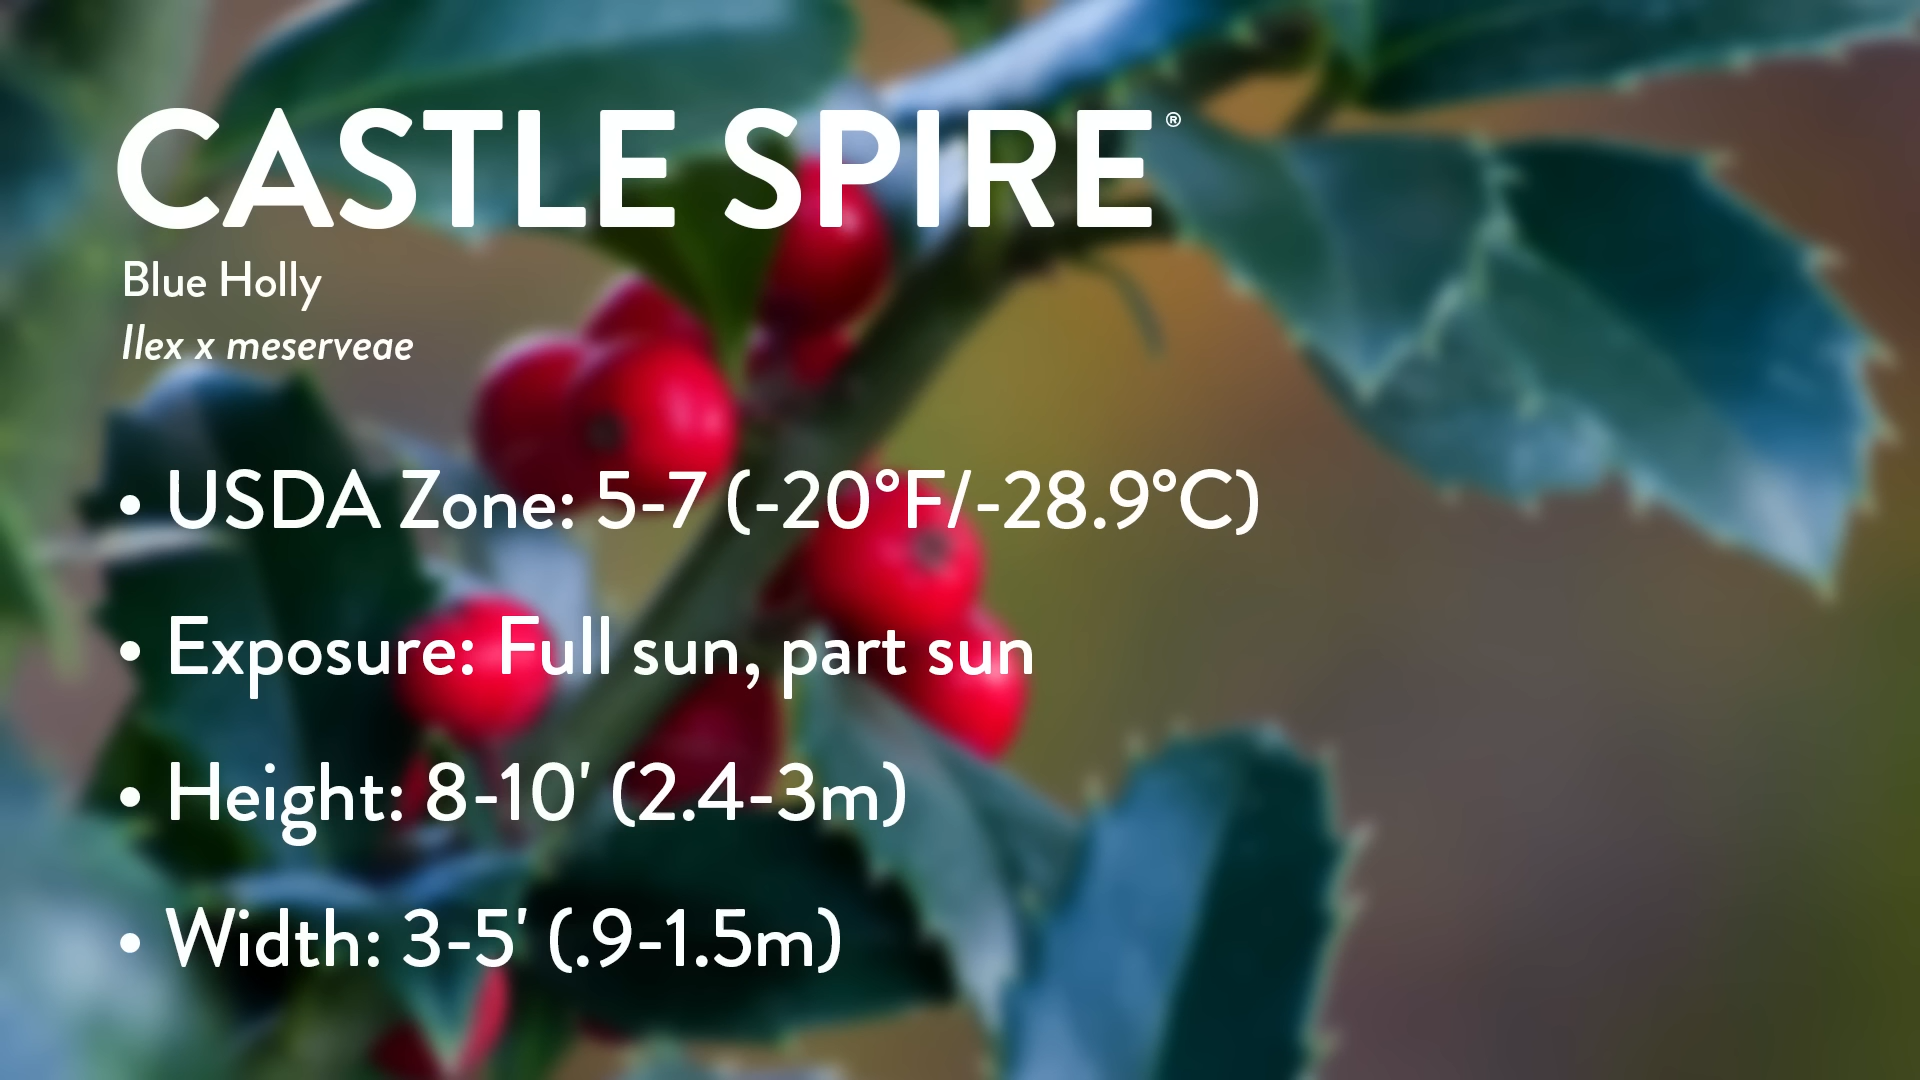 CASTLE SPIRE®
Blue Holly
Ilex x meserveae
• USDA Zone: 5-7 (-20°F/-28.9°C)
• Exposure: Full sun, part sun
• Height: 8-10' (2.4-3m)
• Width: 3-5' (.9-1.5m)